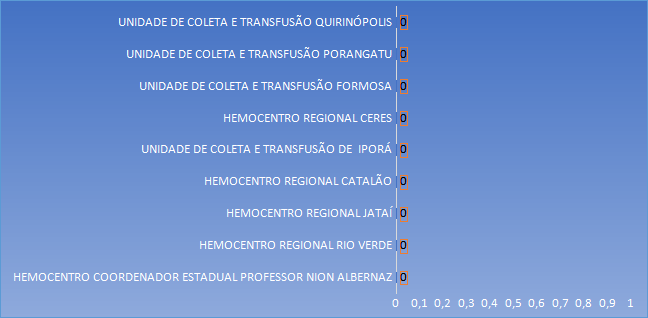 UNIDADE DE COLETA E TRANSFUSÃO QUIRINÓPOLIS 0
UNIDADE DE COLETA E TRANSFUSÃO PORANGATU 0
UNIDADE DE COLETA E TRANSFUSÃO FORMOSA 0
HEMOCENTRO REGIONAL CERES 0
UNIDADE DE COLETA E TRANSFUSÃO DE  IPORÁ 0
HEMOCENTRO REGIONAL CATALÃO 0
HEMOCENTRO REGIONAL JATAÍ 0
HEMOCENTRO REGIONAL RIO VERDE 0
HEMOCENTRO COORDENADOR ESTADUAL PROFESSOR NION ALBERNAZ 0
0 0,1 0,2 0,3 0,4 0,5 0,6 0,7 0,8 0,9 1